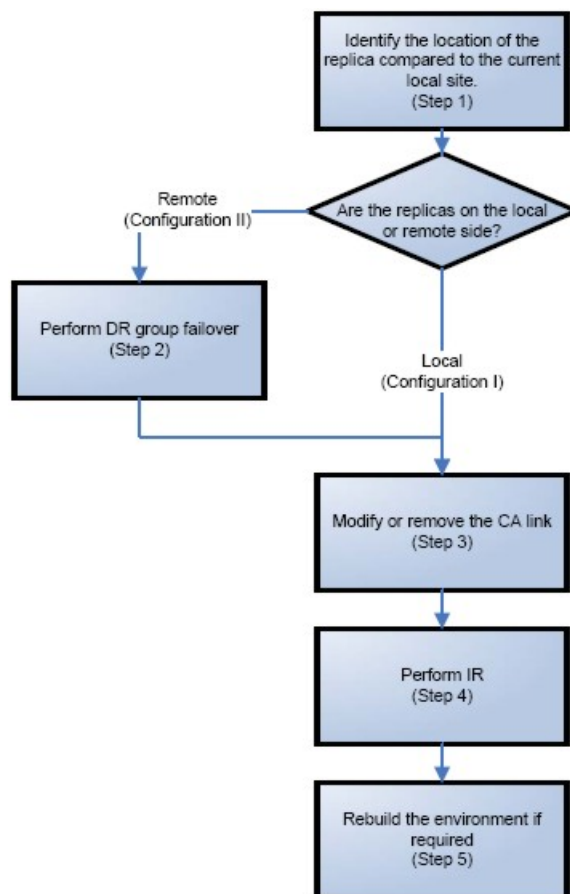 Identify the location of the
replica compared to the current
local site.
(Step 1)
Are the replicas on the local
or remote side?
Remote
(Configuration II)
Perform DR group failover
(Step 2)
Local
(Configuration I)
Modify or remove the CA link
(Step 3)
Perform IR
(Step 4)
Rebuild the environment if
required
(Step 5)